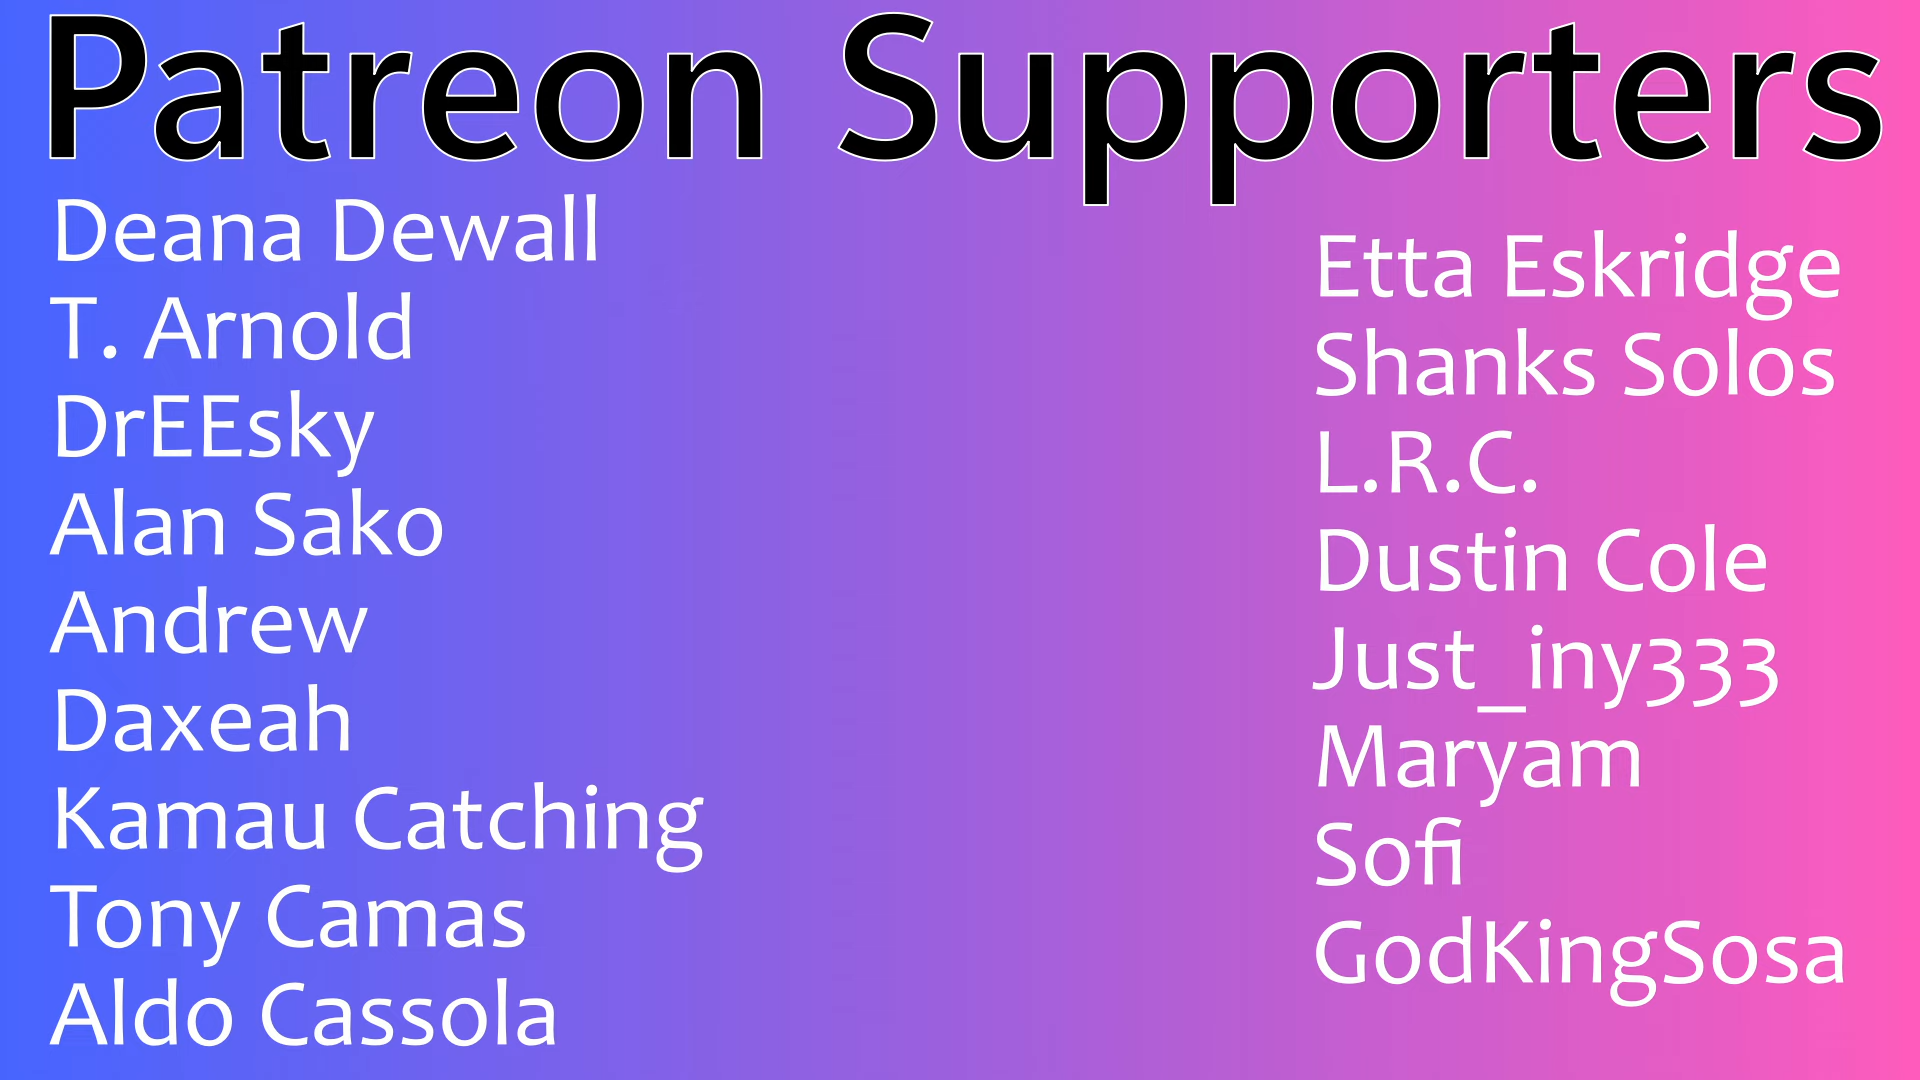 Patreon Supporters
Deana Dewall
T. Arnold
DrEEsky
Alan Sako
Andrew
Daxeah
Kamau Catching
Tony Camas
Aldo Cassola
Etta Eskridge
Shanks Solos
L.R.C.
Dustin Cole
Just_iny333
Maryam
Sofi
GodKingSosa